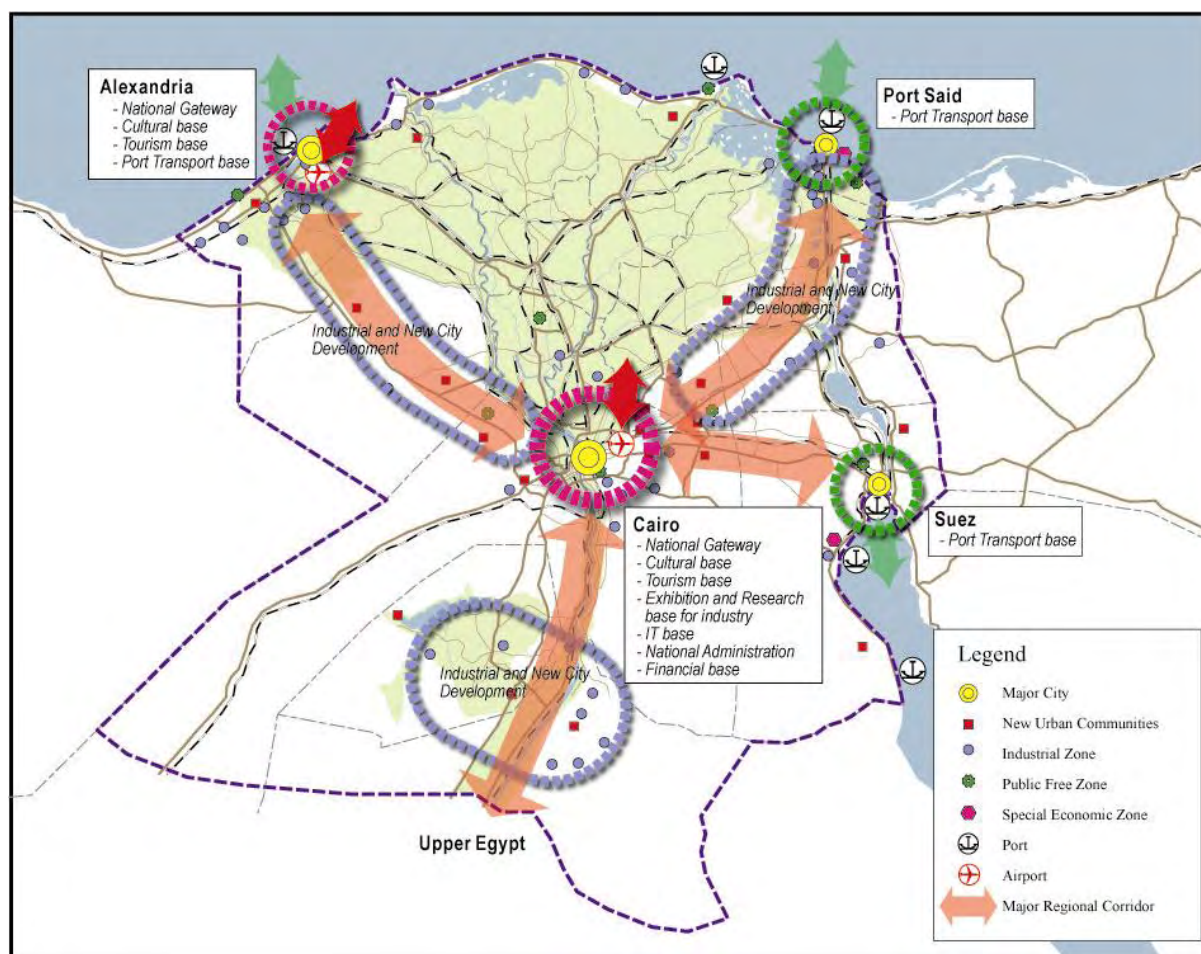 Alexandria
- National Gateway
- Cultural base
- Tourism base
- Port Transport base
Port Said
- Port Transport base
Industrial and New City
Development
Industrial and New City
Development
Cairo
- National Gateway
- Cultural base
- Tourism base
- Exhibition and Research
base for industry
- IT base
- National Administration
- Financial base
Suez
- Port Transport base
Industrial and New City
Development
Upper Egypt
Legend
Major City
New Urban Communities
Industrial Zone
Public Free Zone
Special Economic Zone
Port
Airport
Major Regional Corridor